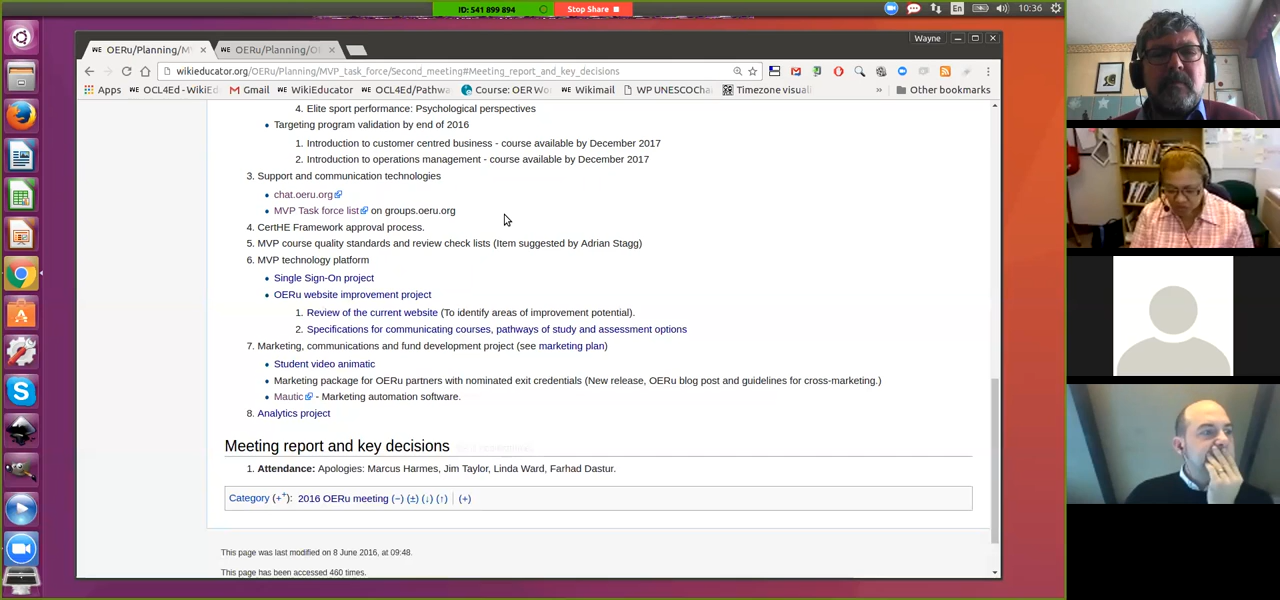 ID: 541 899 894
Stop Share
En
10:36
OERu/Planning/M
OERu/Planning/O
Wayne
wikieducator.org/OERu/Planning/MVP_task_force/Second_meeting#Meeting_report_and_key_decisions
Apps
OCL4Ed - WikiEd
Gmail
WikiEducator
OCL4Ed/Pathwa
Course: OER Wo
Wikimail
WP UNESCOCha
Timezone visuali
»
Other bookmarks
4. Elite sport performance: Psychological perspectives
Targeting program validation by end of 2016
1. Introduction to customer centred business - course available by December 2017
2. Introduction to operations management - course available by December 2017
3. Support and communication technologies
chat.oeru.org
MVP Task force list on groups.oeru.org
4. CertHE Framework approval process.
5. MVP course quality standards and review check lists (Item suggested by Adrian Stagg)
6. MVP technology platform
Single Sign-On project
OERu website improvement project
1. Review of the current website (To identify areas of improvement potential).
2. Specifications for communicating courses, pathways of study and assessment options
7. Marketing, communications and fund development project (see marketing plan)
Student video animatic
Marketing package for OERu partners with nominated exit credentials (New release, OERu blog post and guidelines for cross-marketing.)
Mautic - Marketing automation software.
8. Analytics project
Meeting report and key decisions
1. Attendance: Apologies: Marcus Harmes, Jim Taylor, Linda Ward, Farhad Dastur.
Category (++): 2016 OERu meeting (−) (±) (↓) (↑) (+)
This page was last modified on 8 June 2016, at 09:48.
This page has been accessed 460 times.